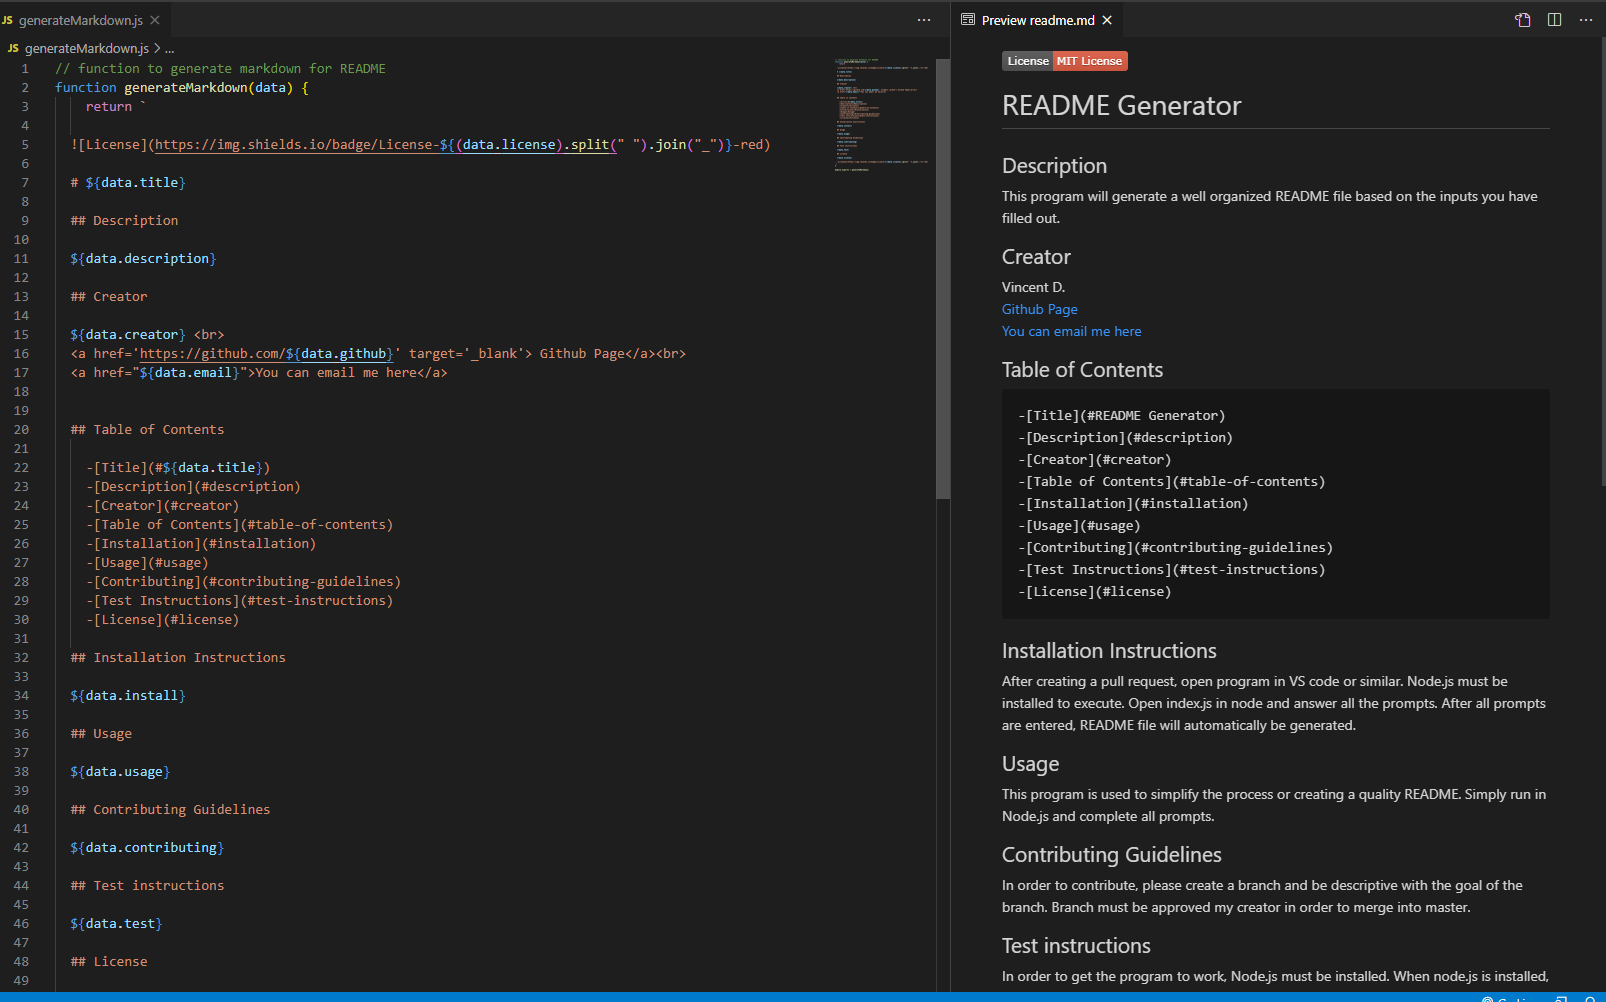 JS generateMarkdown.js
JS generateMarkdown.js > ...
1 // function to generate markdown for README
2 function generateMarkdown(data) {
3 return `
4
5 ![License](https://img.shields.io/badge/License-${(data.license).split(" ").join("_")}-red)
6
7 # ${data.title}
8
9 ## Description
10
11 ${data.description}
12
13 ## Creator
14
15 ${data.creator} <br>
16 <a href='https://github.com/${data.github}' target='_blank'> Github Page</a><br>
17 <a href="${data.email}">You can email me here</a>
18
19
20 ## Table of Contents
21
22 -[Title](#${data.title})
23 -[Description](#description)
24 -[Creator](#creator)
25 -[Table of Contents](#table-of-contents)
26 -[Installation](#installation)
27 -[Usage](#usage)
28 -[Contributing](#contributing-guidelines)
29 -[Test Instructions](#test-instructions)
30 -[License](#license)
31
32 ## Installation Instructions
33
34 ${data.install}
35
36 ## Usage
37
38 ${data.usage}
39
40 ## Contributing Guidelines
41
42 ${data.contributing}
43
44 ## Test instructions
45
46 ${data.test}
47
48 ## License
49
Preview readme.md
License MIT License
README Generator
Description
This program will generate a well organized README file based on the inputs you have
filled out.
Creator
Vincent D.
Github Page
You can email me here
Table of Contents
-[Title](#README Generator)
-[Description](#description)
-[Creator](#creator)
-[Table of Contents](#table-of-contents)
-[Installation](#installation)
-[Usage](#usage)
-[Contributing](#contributing-guidelines)
-[Test Instructions](#test-instructions)
-[License](#license)
Installation Instructions
After creating a pull request, open program in VS code or similar. Node.js must be
installed to execute. Open index.js in node and answer all the prompts. After all prompts
are entered, README file will automatically be generated.
Usage
This program is used to simplify the process or creating a quality README. Simply run in
Node.js and complete all prompts.
Contributing Guidelines
In order to contribute, please create a branch and be descriptive with the goal of the
branch. Branch must be approved my creator in order to merge into master.
Test instructions
In order to get the program to work, Node.js must be installed. When node.js is installed,